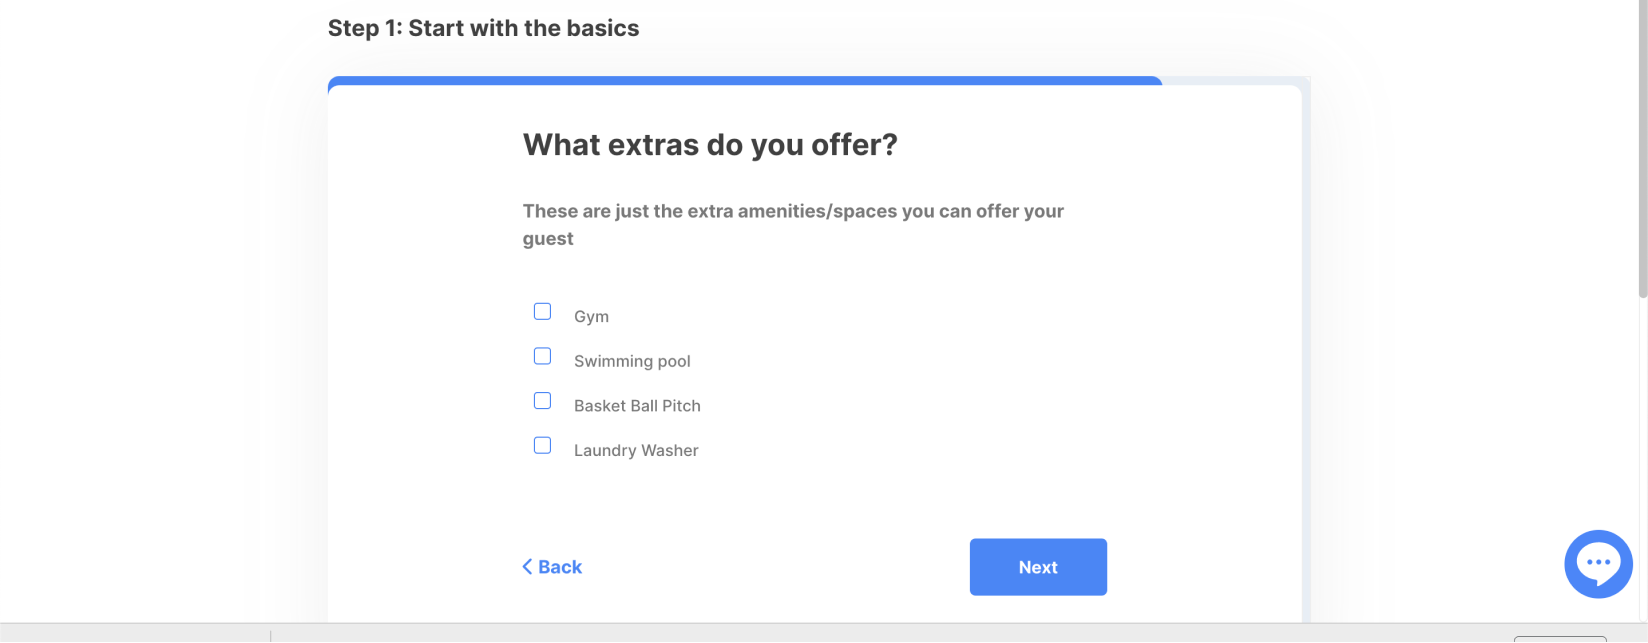 Step 1: Start with the basics
What extras do you offer?
These are just the extra amenities/spaces you can offer your
guest
Gym
Swimming pool
Basket Ball Pitch
Laundry Washer
Back
Next